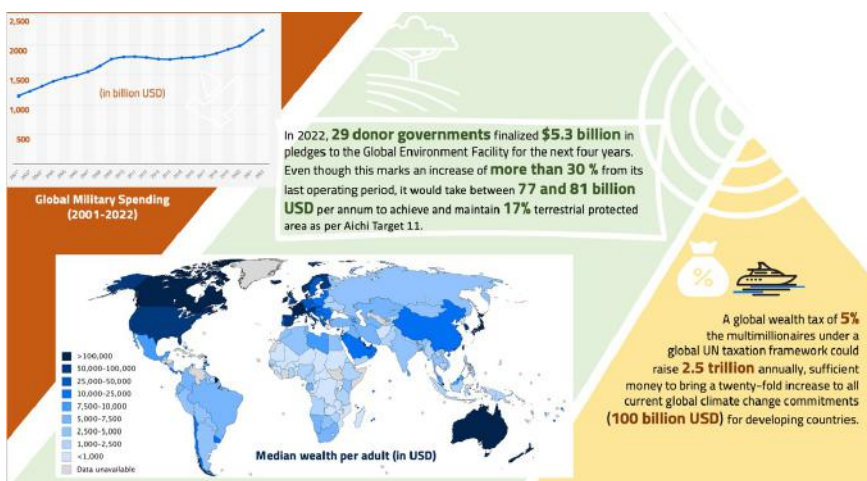 2,500
2000
1,500
1,000
500
(in billion USD)
Global Military Spending
(2001-2022)
In 2022, 29 donor governments finalized $5.3 billion in
pledges to the Global Environment Facility for the next four years.
Even though this marks an increase of more than 30 % from its
last operating period, it would take between 77 and 81 billion
USD per annum to achieve and maintain 17% terrestrial protected
area as per Aichi Target 11.
>100,000
50,000-100,000
25,000-50,000
10,000-25,000
7,500-10,000
5,000-7,500
2,500-5,000
1,000-2,500
<1,000
Data unavailable
Median wealth per adult (in USD)
%
A global wealth tax of 5%
the multimillionaires under a
global UN taxation framework could
raise 2.5 trillion annually, sufficient
money to bring a twenty-fold increase to all
current global climate change commitments
(100 billion USD) for developing countries.